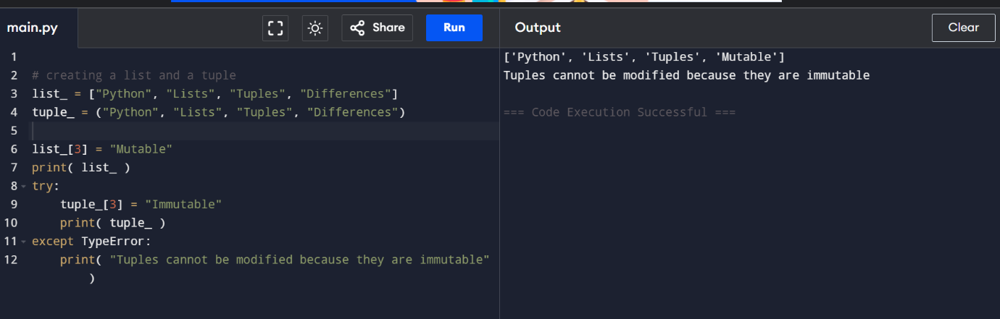 main.py
Share
Run
Output
Clear
1
2 # creating a list and a tuple
3 list_ = ["Python", "Lists", "Tuples", "Differences"]
4 tuple_ = ("Python", "Lists", "Tuples", "Differences")
5
6 list_[3] = "Mutable"
7 print( list_ )
8 try:
9     tuple_[3] = "Immutable"
10     print( tuple_ )
11 except TypeError:
12     print( "Tuples cannot be modified because they are immutable"
)
['Python', 'Lists', 'Tuples', 'Mutable']
Tuples cannot be modified because they are immutable
=== Code Execution Successful ===